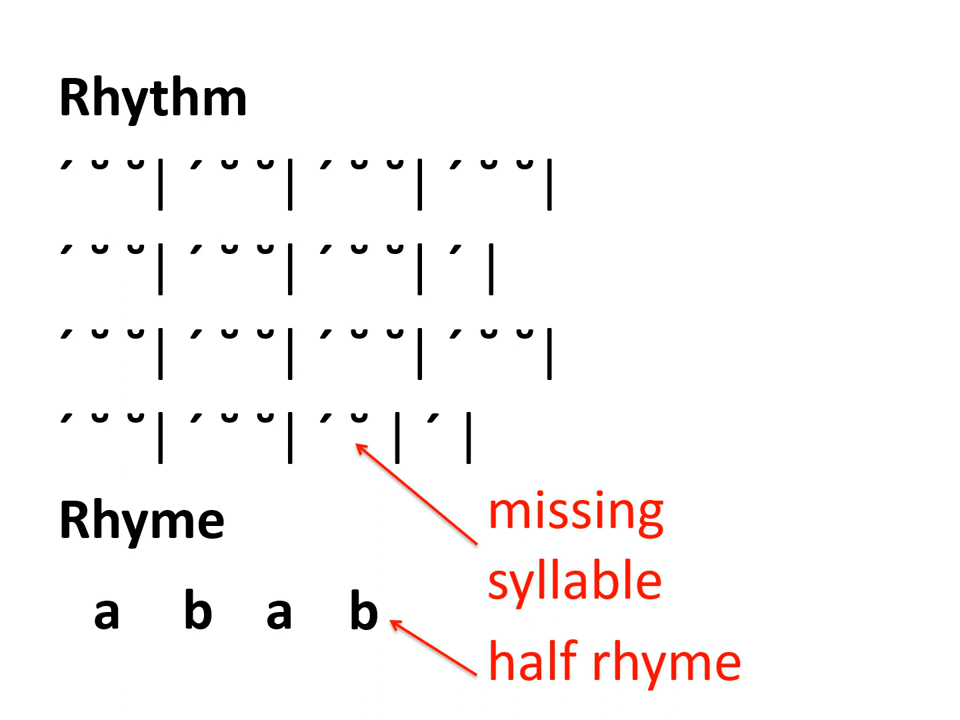 Rhythm
´ ˘ ˘| ´ ˘ ˘| ´ ˘ ˘| ´ ˘ ˘|
´ ˘ ˘| ´ ˘ ˘| ´ ˘ ˘| ´ |
´ ˘ ˘| ´ ˘ ˘| ´ ˘ ˘| ´ ˘ ˘|
´ ˘ ˘| ´ ˘ ˘| ´ ˘ | ´ |
missing
syllable
Rhyme
a b a b
half rhyme